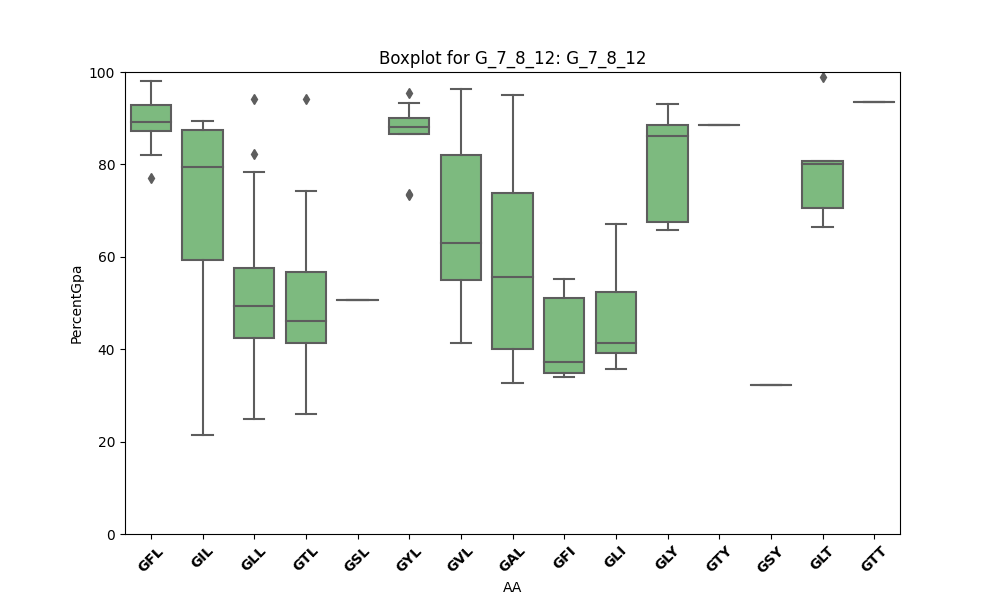 Boxplot for G_7_8_12: G_7_8_12
100
80
60
40
20
0
PercentGpa
GFL GIL GLL GTL GSL GYL GVL GAL GFI GLI GLY GTY GSY GLT GTT
AA